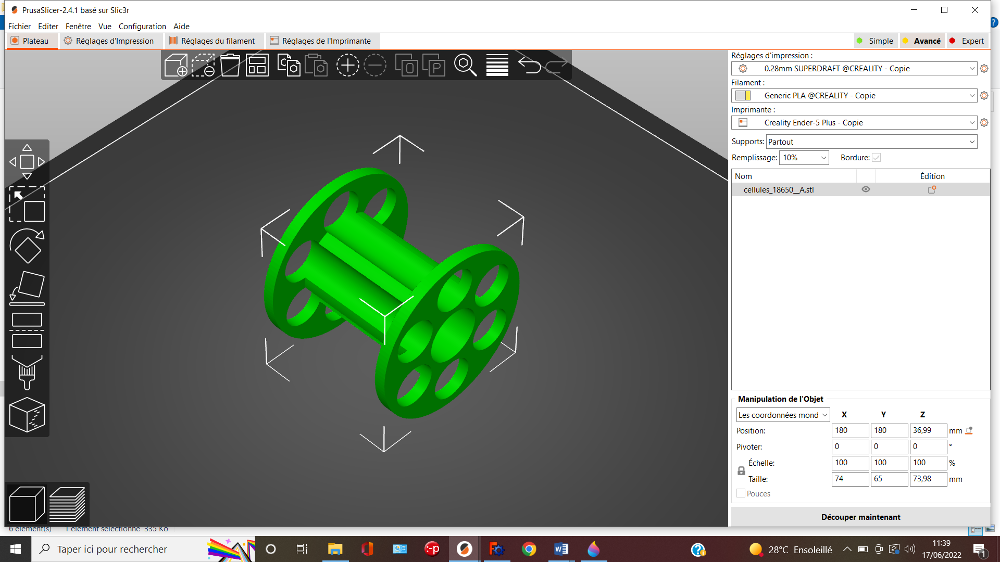 PrusaSlicer-2.4.1 basé sur Slic3r
Fichier Editer Fenêtre Vue Configuration Aide
Plateau Réglages d'Impression Réglages du filament Réglages de l'Imprimante Simple Avancé Expert
Réglages d'impression :
0.28mm SUPERDRAFT @CREALITY - Copie
Filament :
Generic PLA @CREALITY - Copie
Imprimante :
Creality Ender-5 Plus - Copie
Supports: Partout
Remplissage: 10% Bordure:
Nom Édition
cellules_18650__A.stl
Manipulation de l'Objet
Les coordonnées mond X Y Z
Position: 180 180 36,99 mm
Pivoter: 0 0 0 °
Échelle: 100 100 100 %
Taille: 74 65 73,98 mm
Pouces
Découper maintenant
6 élément(s) 1 élément sélectionné 335 Ko
Taper ici pour rechercher
28°C Ensoleillé
11:39
17/06/2022
1